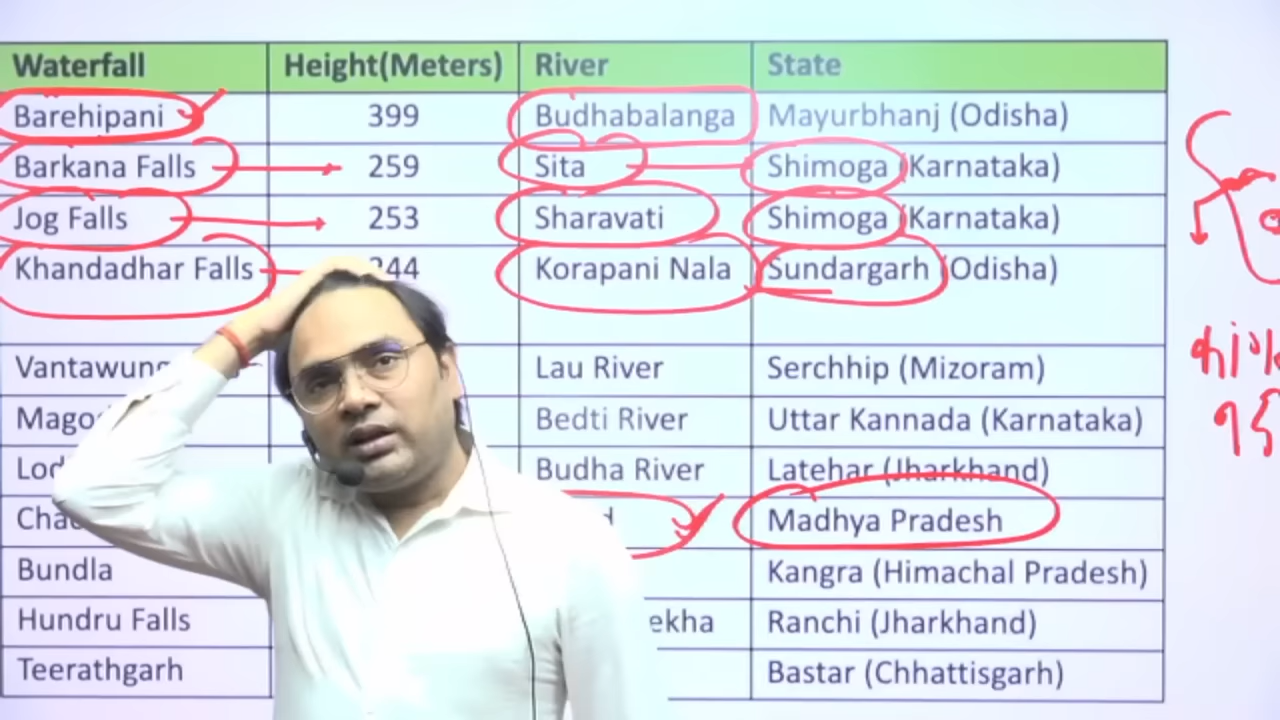 Waterfall Height(Meters) River State
Barehipani 399 Budhabalanga Mayurbhanj (Odisha)
Barkana Falls 259 Sita Shimoga (Karnataka)
Jog Falls 253 Sharavati Shimoga (Karnataka)
Khandadhar Falls 244 Korapani Nala Sundargarh (Odisha)
Lau River Serchhip (Mizoram)
Bedti River Uttar Kannada (Karnataka)
Budha River Latehar (Jharkhand)
Madhya Pradesh
Bundla Kangra (Himachal Pradesh)
Hundru Falls Ranchi (Jharkhand)
Teerathgarh Bastar (Chhattisgarh)